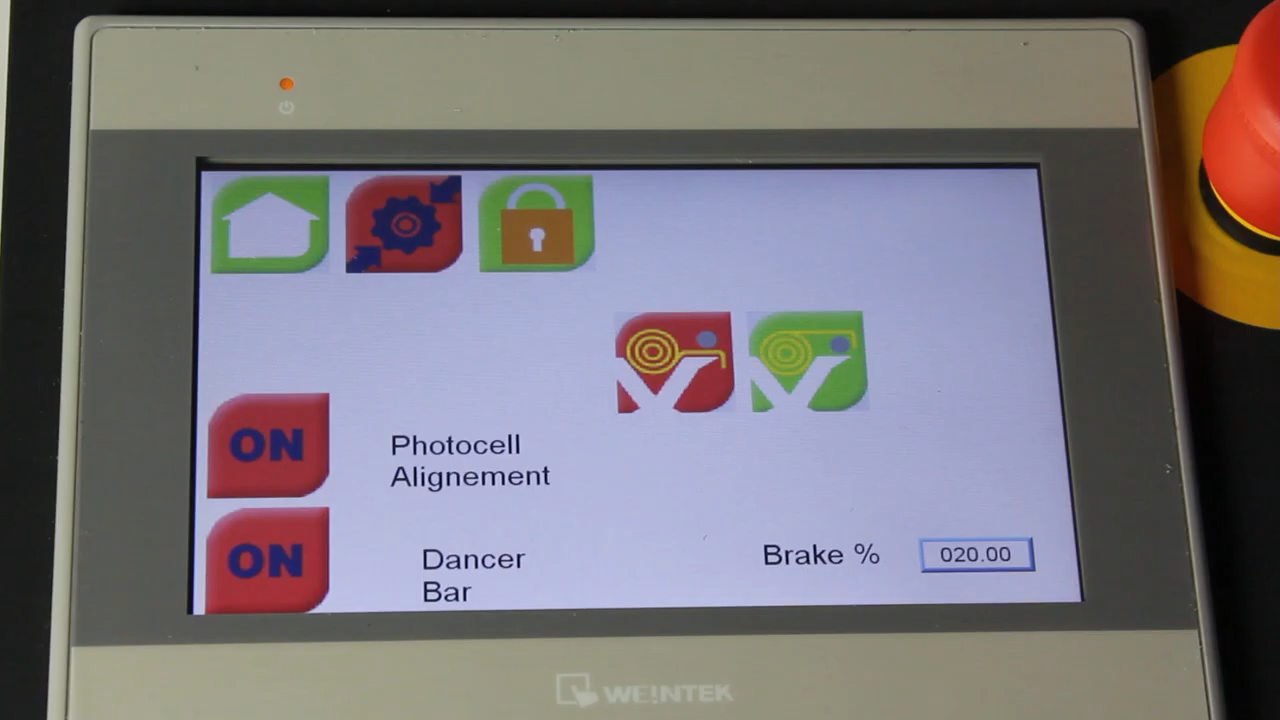 ON
Photocell
Alignement
ON
Dancer
Bar
Brake %
020.00
WEINTEK